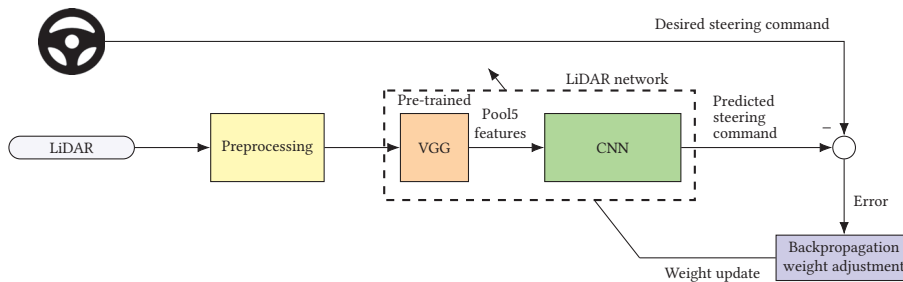 Desired steering command
LiDAR network
Pre-trained
Pool5
features
Predicted
steering
command
LiDAR
Preprocessing
VGG
CNN
–
Error
Backpropagation
weight adjustment
Weight update